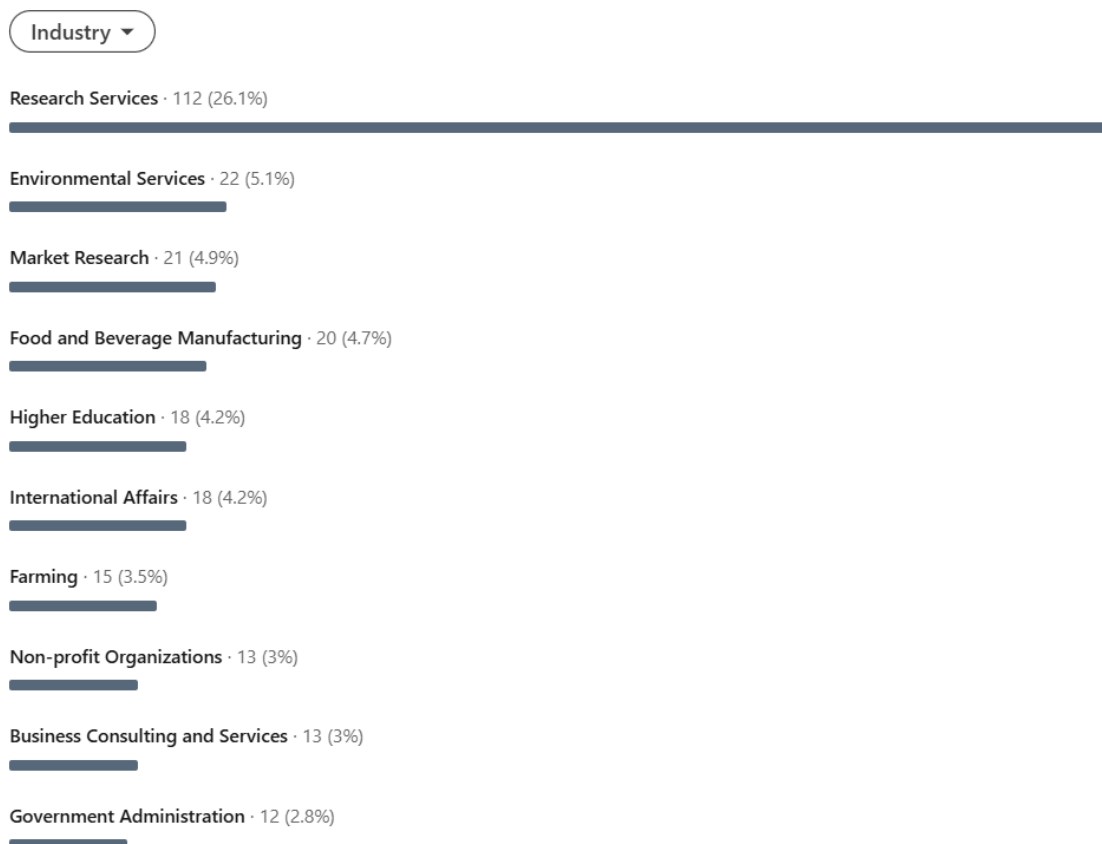 Industry
Research Services · 112 (26.1%)
Environmental Services · 22 (5.1%)
Market Research · 21 (4.9%)
Food and Beverage Manufacturing · 20 (4.7%)
Higher Education · 18 (4.2%)
International Affairs · 18 (4.2%)
Farming · 15 (3.5%)
Non-profit Organizations · 13 (3%)
Business Consulting and Services · 13 (3%)
Government Administration · 12 (2.8%)